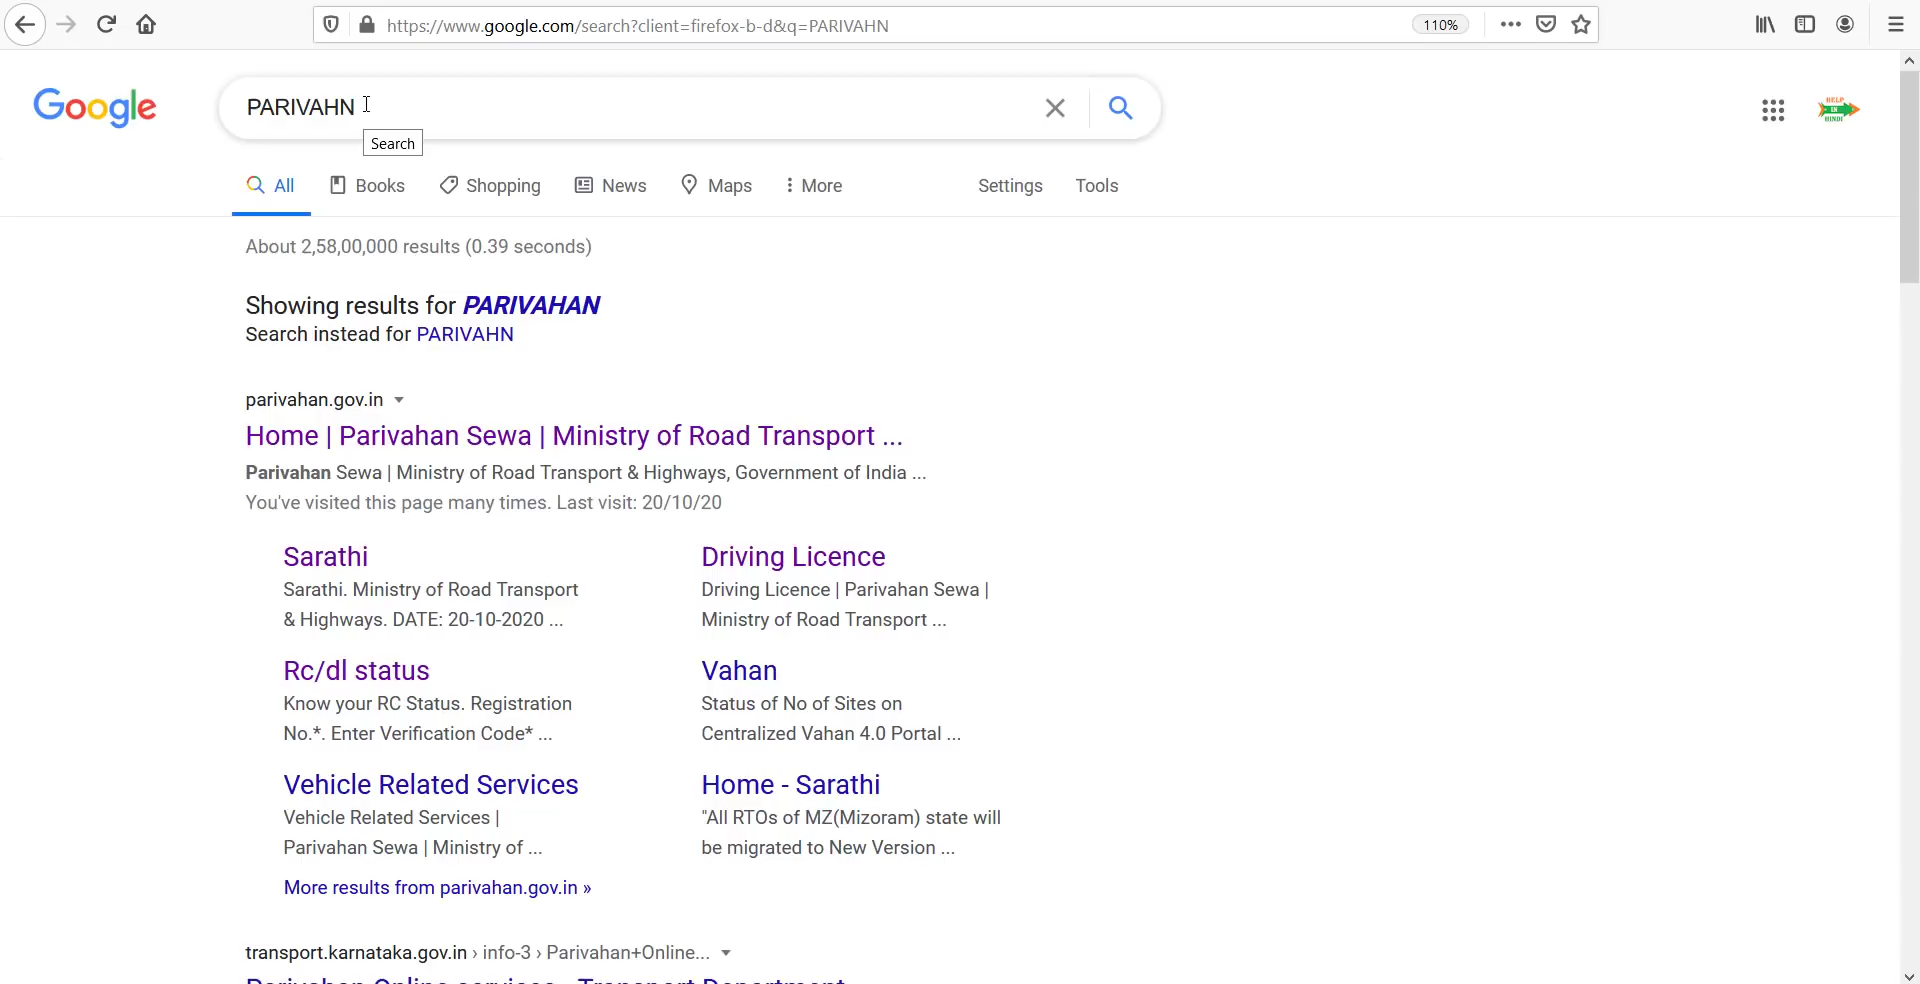 https://www.google.com/search?client=firefox-b-d&q=PARIVAHN
110%
Google
PARIVAHN
HELP
IN
HINDI
Search
All
Books
Shopping
News
Maps
More
Settings
Tools
About 2,58,00,000 results (0.39 seconds)
Showing results for PARIVAHAN
Search instead for PARIVAHN
parivahan.gov.in
Home | Parivahan Sewa | Ministry of Road Transport ...
Parivahan Sewa | Ministry of Road Transport & Highways, Government of India ...
You've visited this page many times. Last visit: 20/10/20
Sarathi
Sarathi. Ministry of Road Transport
& Highways. DATE: 20-10-2020 ...
Driving Licence
Driving Licence | Parivahan Sewa |
Ministry of Road Transport ...
Rc/dl status
Know your RC Status. Registration
No.*. Enter Verification Code* ...
Vahan
Status of No of Sites on
Centralized Vahan 4.0 Portal ...
Vehicle Related Services
Vehicle Related Services |
Parivahan Sewa | Ministry of ...
Home - Sarathi
"All RTOs of MZ(Mizoram) state will
be migrated to New Version ...
More results from parivahan.gov.in »
transport.karnataka.gov.in › info-3 › Parivahan+Online...
Parivahan Online services - Transport Department